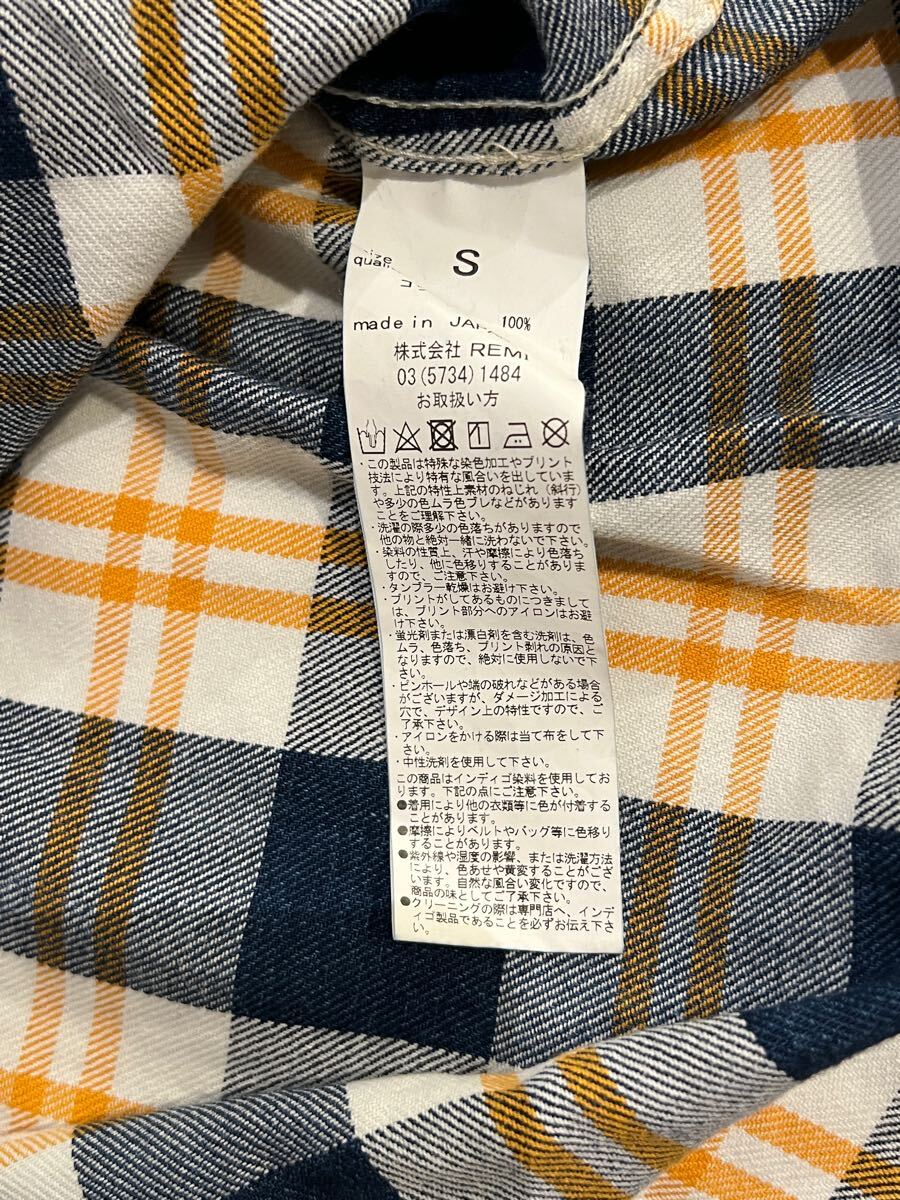 size S
qual
made in JAP 100%
株式会社 REMI
03(5734)1484
お取扱い方
・この製品は特殊な染色加工やプリント
技法により特有な風合いを出していま
す。上記の特性上素材のねじれ（斜行）
や多少の色ムラ色ブレなどがあります
ことをご理解下さい。
・洗濯の際多少の色落ちがありますので
他の物と絶対一緒に洗わないで下さい。
・染料の性質上、汗や摩擦により色落ち
したり、他に色移りすることがありま
すので、ご注意下さい。
・タンブラー乾燥はお避け下さい。
・プリントがしてあるものにつきまして
は、プリント部分へのアイロンはお避
け下さい。
・蛍光剤または漂白剤を含む洗剤は、色
ムラ、色落ち、プリント剥れの原因と
なりますので、絶対に使用しないで下
さい。
・ピンホールや端の破れなどがある場合
がございますが、ダメージ加工による
穴で、デザイン上の特性ですので、ご
了承下さい。
・アイロンをかける際は当て布をして下
さい。
・中性洗剤を使用して下さい。
この商品はインディゴ染料を使用してお
ります。下記の点にご注意下さい。
●着用により他の衣類等に色が付着する
ことがあります。
●摩擦によりベルトやバッグ等に色移り
することがあります。
●紫外線や湿度の影響、または洗濯方法
により、色あせや黄変することがござ
います。自然な風合い変化ですので、
商品の味としてご了承下さい。
●クリーニングの際は専門店へ、インデ
ィゴ製品であることを必ずお伝え下さ
い。